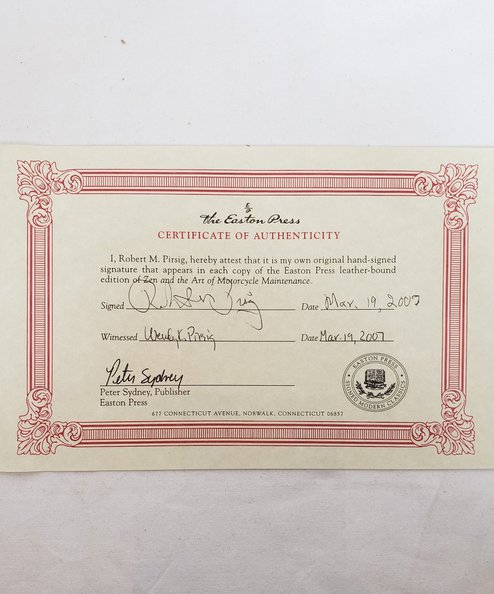 The Easton Press
CERTIFICATE OF AUTHENTICITY
I, Robert M. Pirsig, hereby attest that it is my own original hand-signed
signature that appears in each copy of the Easton Press leather-bound
edition of Zen and the Art of Motorcycle Maintenance.
Signed Robert Pirsig Date Mar. 19, 2007
Witnessed Wendy K. Pirsig Date Mar. 19, 2007
Peter Sydney
Peter Sydney, Publisher
Easton Press
EASTON PRESS
SIGNED MODERN CLASSICS
677 CONNECTICUT AVENUE, NORWALK, CONNECTICUT 06857